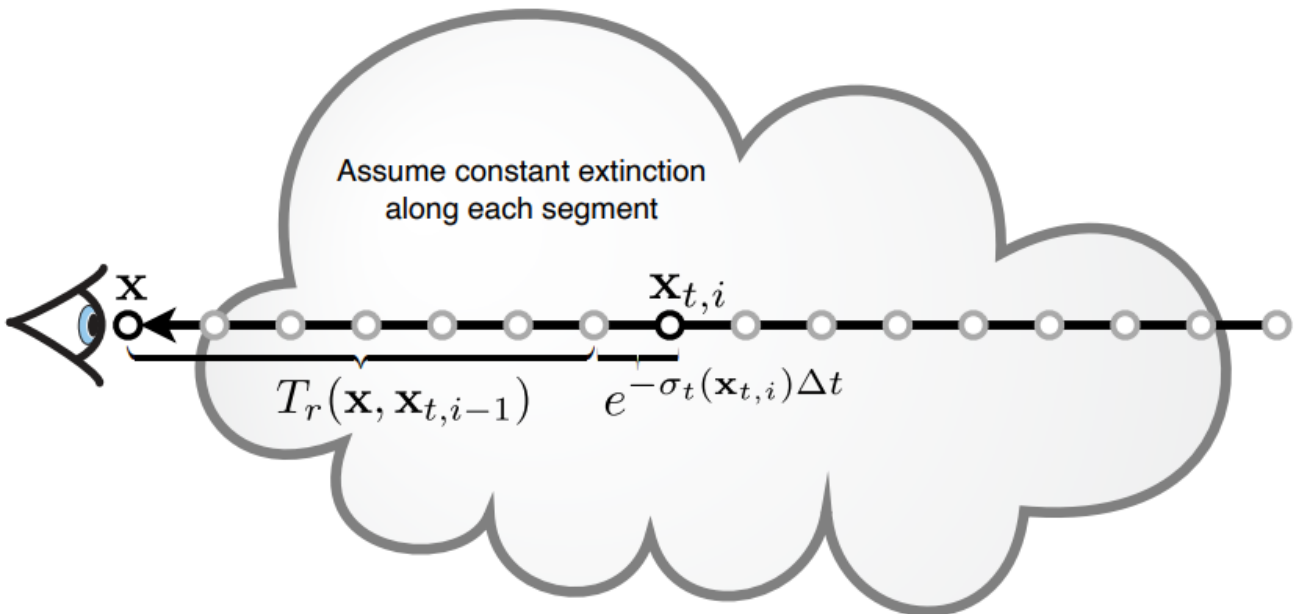 Assume constant extinction
along each segment
x
x_{t,i}
T_r(x, x_{t,i-1})
e^{-σ_t(x_{t,i})Δt}